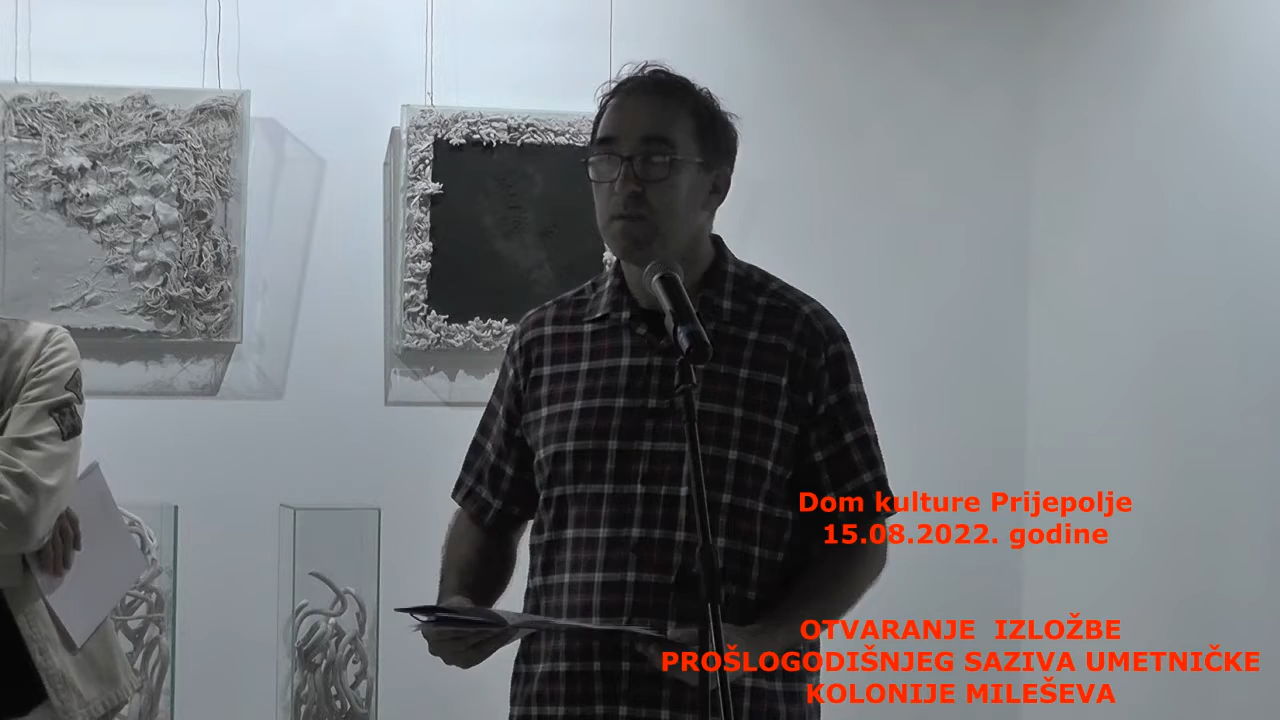 Dom kulture Prijepolje
15.08.2022. godine
OTVARANJE IZLOŽBE
PROŠLOGODIŠNJEG SAZIVA UMETNIČKE
KOLONIJE MILEŠEVA